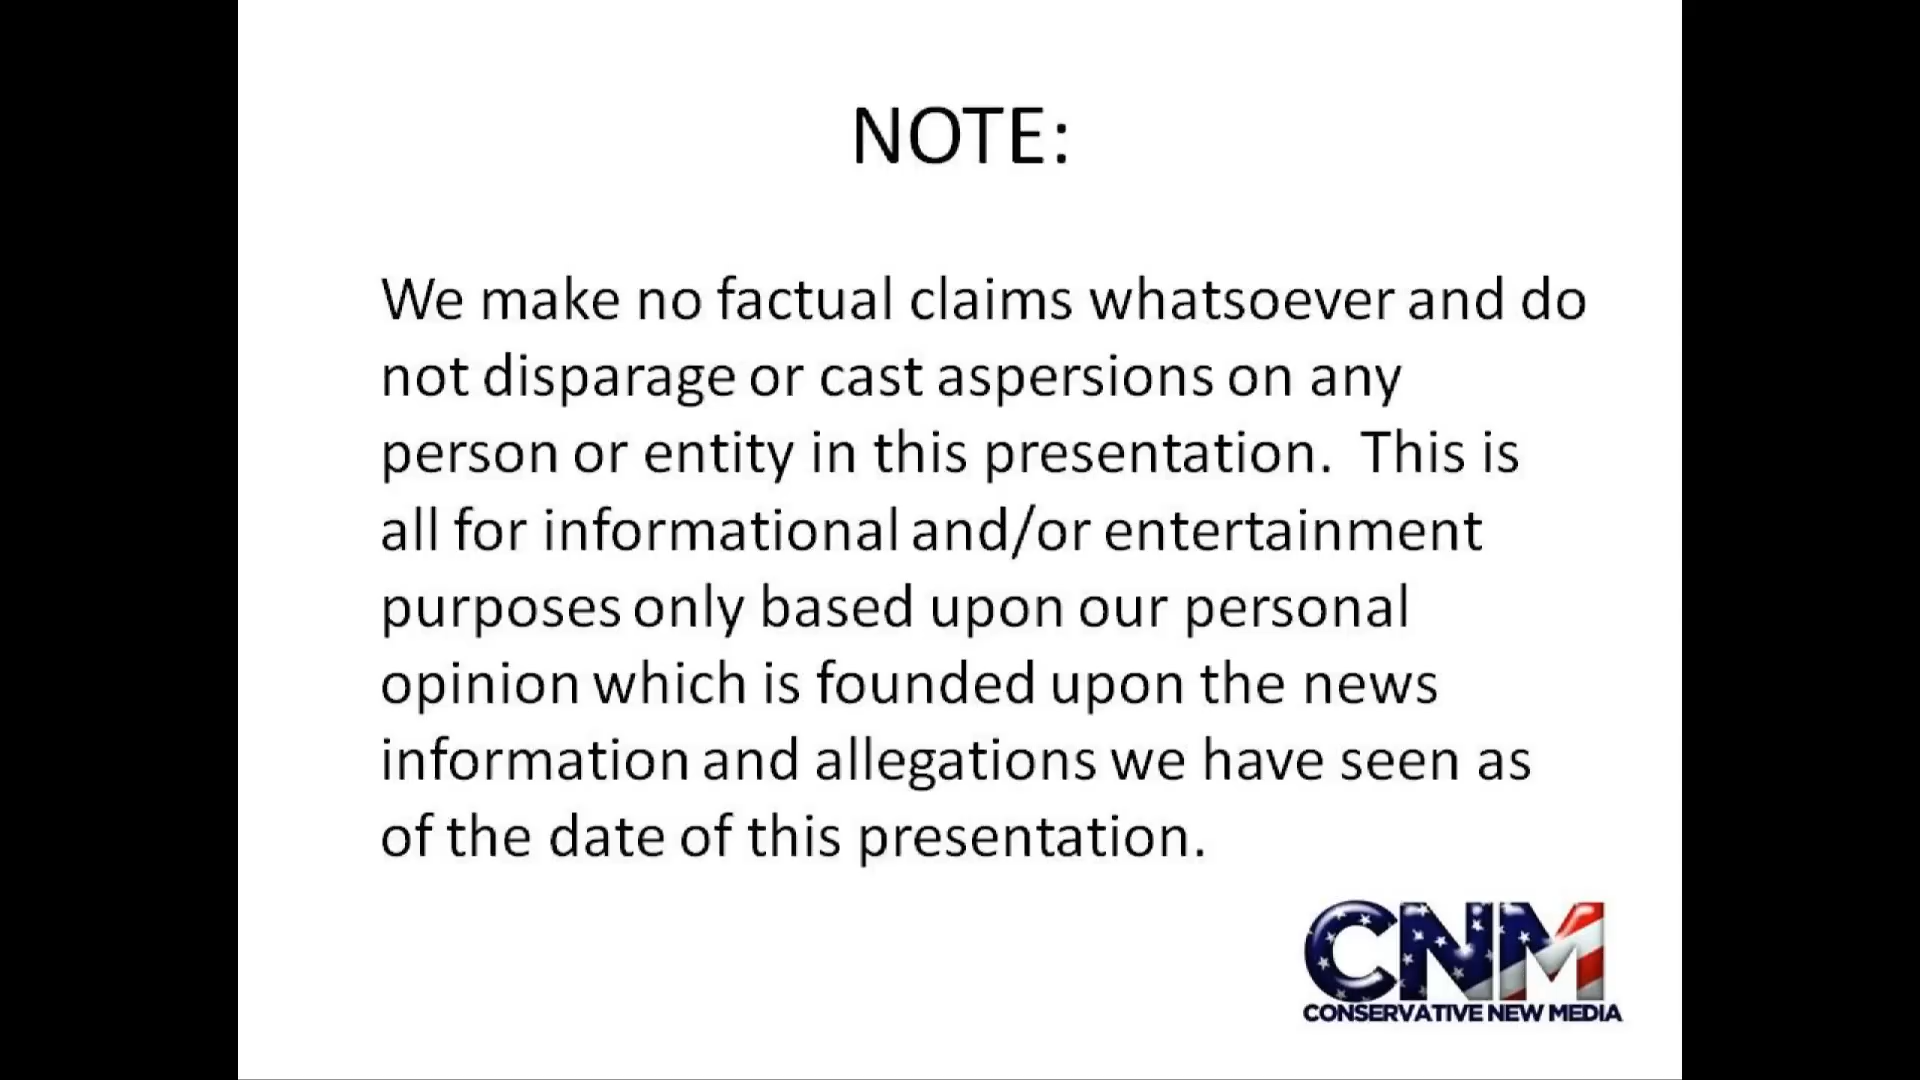 NOTE:
We make no factual claims whatsoever and do
not disparage or cast aspersions on any
person or entity in this presentation.  This is
all for informational and/or entertainment
purposes only based upon our personal
opinion which is founded upon the news
information and allegations we have seen as
of the date of this presentation.
CNM
CONSERVATIVE NEW MEDIA